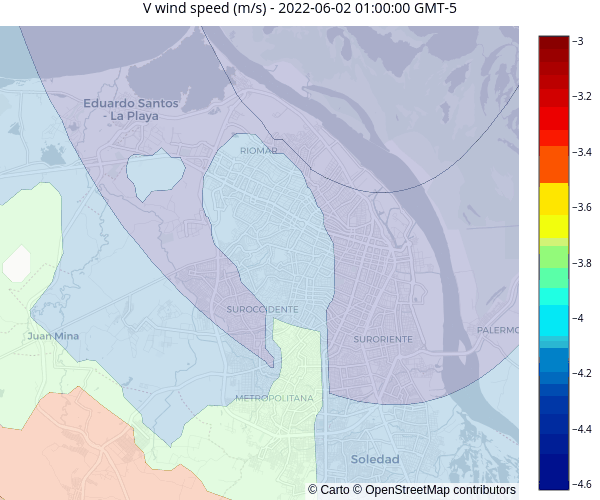 V wind speed (m/s) - 2022-06-02 01:00:00 GMT-5
Eduardo Santos
- La Playa
RIOMAR
SUROCCIDENTE
Juan Mina
SURORIENTE
PALERMO
METROPOLITANA
Soledad
© Carto © OpenStreetMap contributors
−3
−3.2
−3.4
−3.6
−3.8
−4
−4.2
−4.4
−4.6